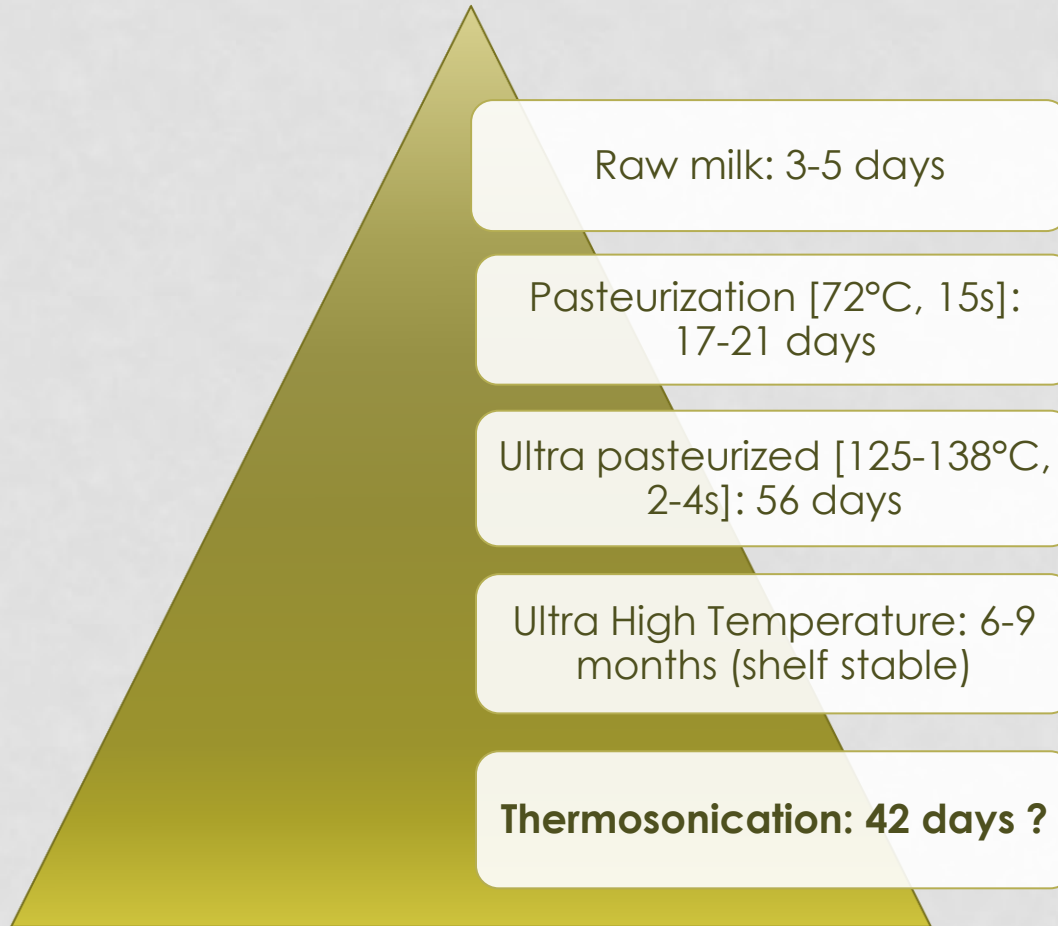 Raw milk: 3-5 days
Pasteurization [72°C, 15s]:
17-21 days
Ultra pasteurized [125-138°C,
2-4s]: 56 days
Ultra High Temperature: 6-9
months (shelf stable)
Thermosonication: 42 days ?